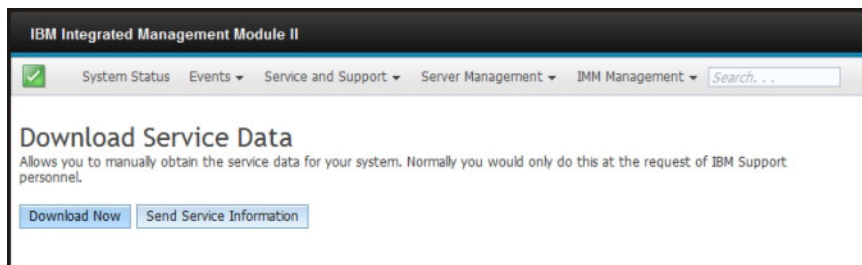 IBM Integrated Management Module II
System Status Events Service and Support Server Management IMM Management Search. . .
Download Service Data
Allows you to manually obtain the service data for your system. Normally you would only do this at the request of IBM Support
personnel.
Download Now Send Service Information